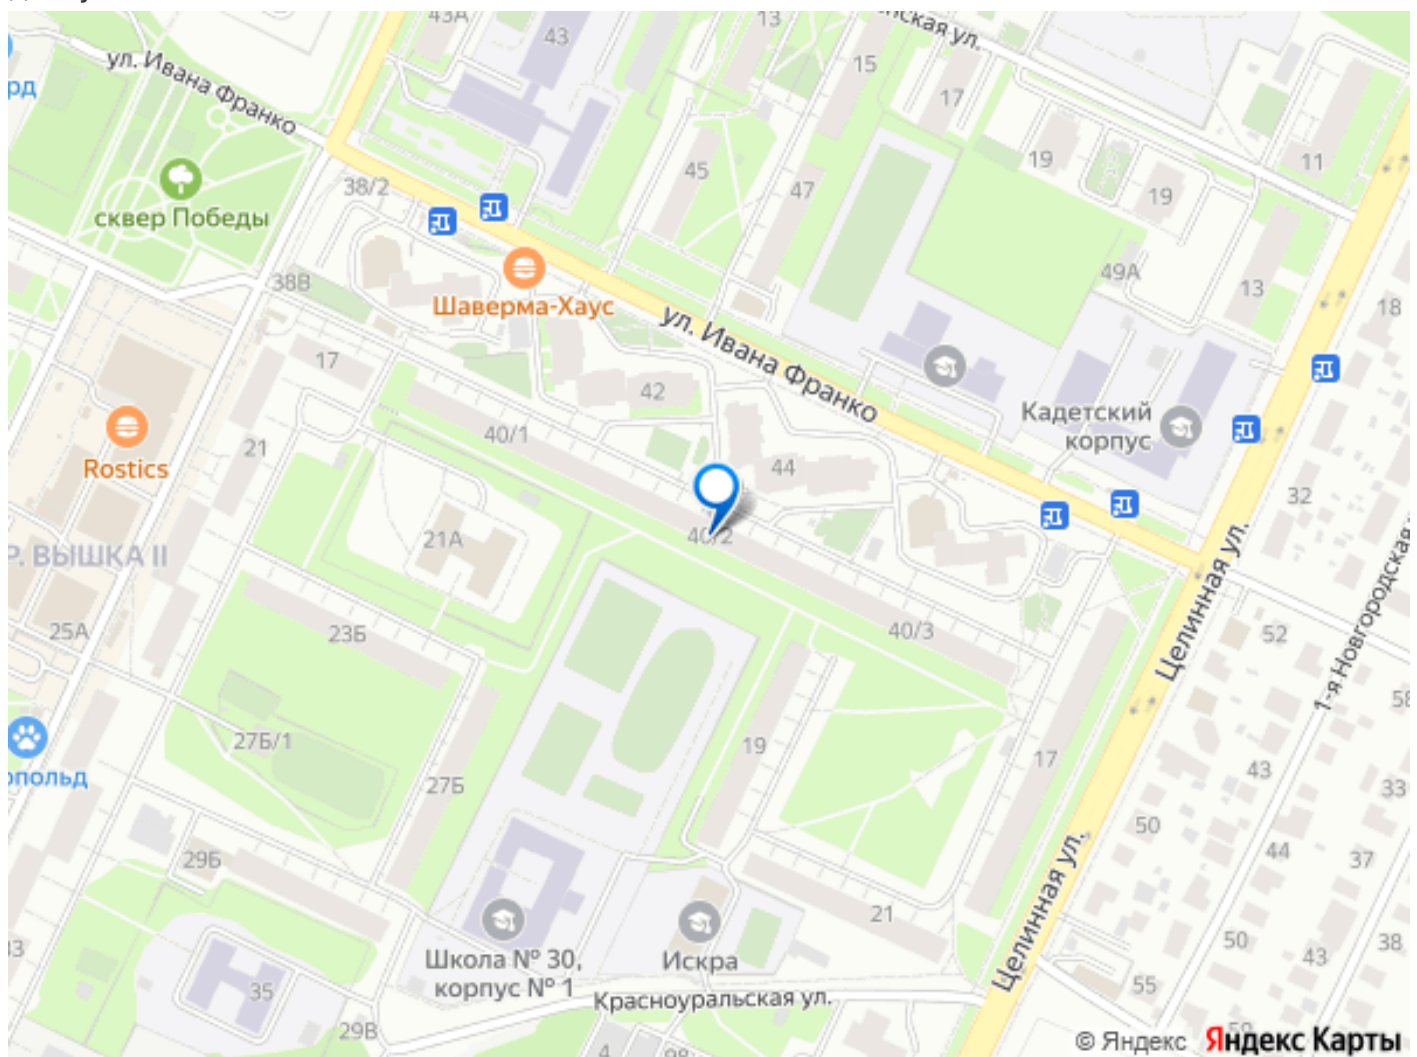 43А
43
13
15
17
ул. Ивана Франко
рд
45
47
19
19
11
38/2
сквер Победы
49А
38В
13
18
Шаверма-Хаус
ул. Ивана Франко
17
42
40/1
Кадетский
корпус
21
Rostics
44
32
Целинная ул.
21А
40/2
Р. ВЫШКА II
1-я Новгородская
25А
23Б
40/3
52
58
27Б/1
19
17
43
27Б
33
50
44
37
29Б
21
50
38
Школа № 30,
корпус № 1
Искра
43
Целинная ул.
35
Красноуральская ул.
55
29В
4
© Яндекс Яндекс Карты